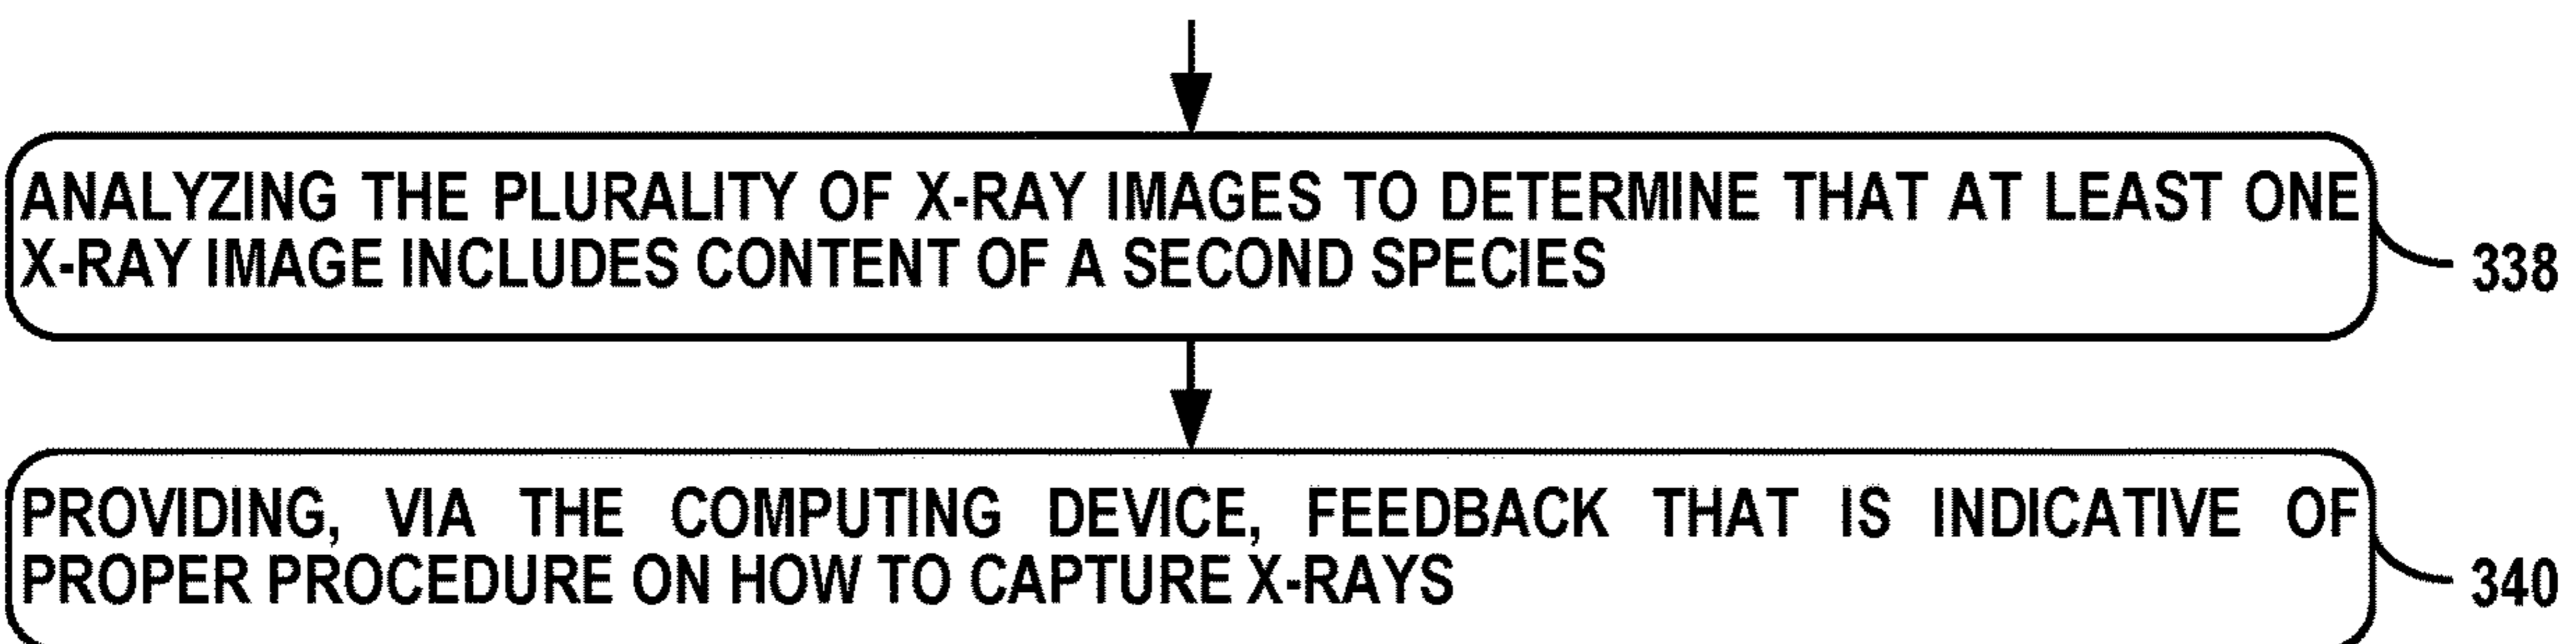 ANALYZING THE PLURALITY OF X-RAY IMAGES TO DETERMINE THAT AT LEAST ONE
X-RAY IMAGE INCLUDES CONTENT OF A SECOND SPECIES
338
PROVIDING, VIA THE COMPUTING DEVICE, FEEDBACK THAT IS INDICATIVE OF
PROPER PROCEDURE ON HOW TO CAPTURE X-RAYS
340